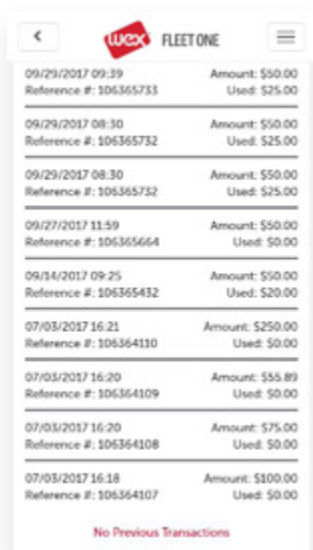 wex FLEET ONE
09/29/2017 09:39 Amount: $50.00
Reference #: 106365733 Used: $25.00
09/29/2017 08:30 Amount: $50.00
Reference #: 106365732 Used: $25.00
09/29/2017 08:30 Amount: $50.00
Reference #: 106365732 Used: $25.00
09/27/2017 11:59 Amount: $50.00
Reference #: 106365664 Used: $0.00
09/14/2017 09:25 Amount: $50.00
Reference #: 106365432 Used: $20.00
07/03/2017 16:21 Amount: $250.00
Reference #: 106364110 Used: $0.00
07/03/2017 16:20 Amount: $55.89
Reference #: 106364109 Used: $0.00
07/03/2017 16:20 Amount: $75.00
Reference #: 106364108 Used: $0.00
07/03/2017 16:18 Amount: $100.00
Reference #: 106364107 Used: $0.00
No Previous Transactions